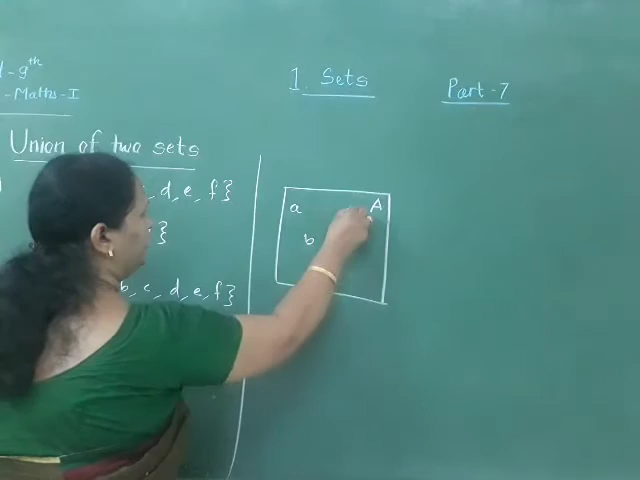 9th
1. Sets
Part-7
- Maths-I
Union of two sets
, d, e, f}
}
b, c, d, e, f}
a
A
b